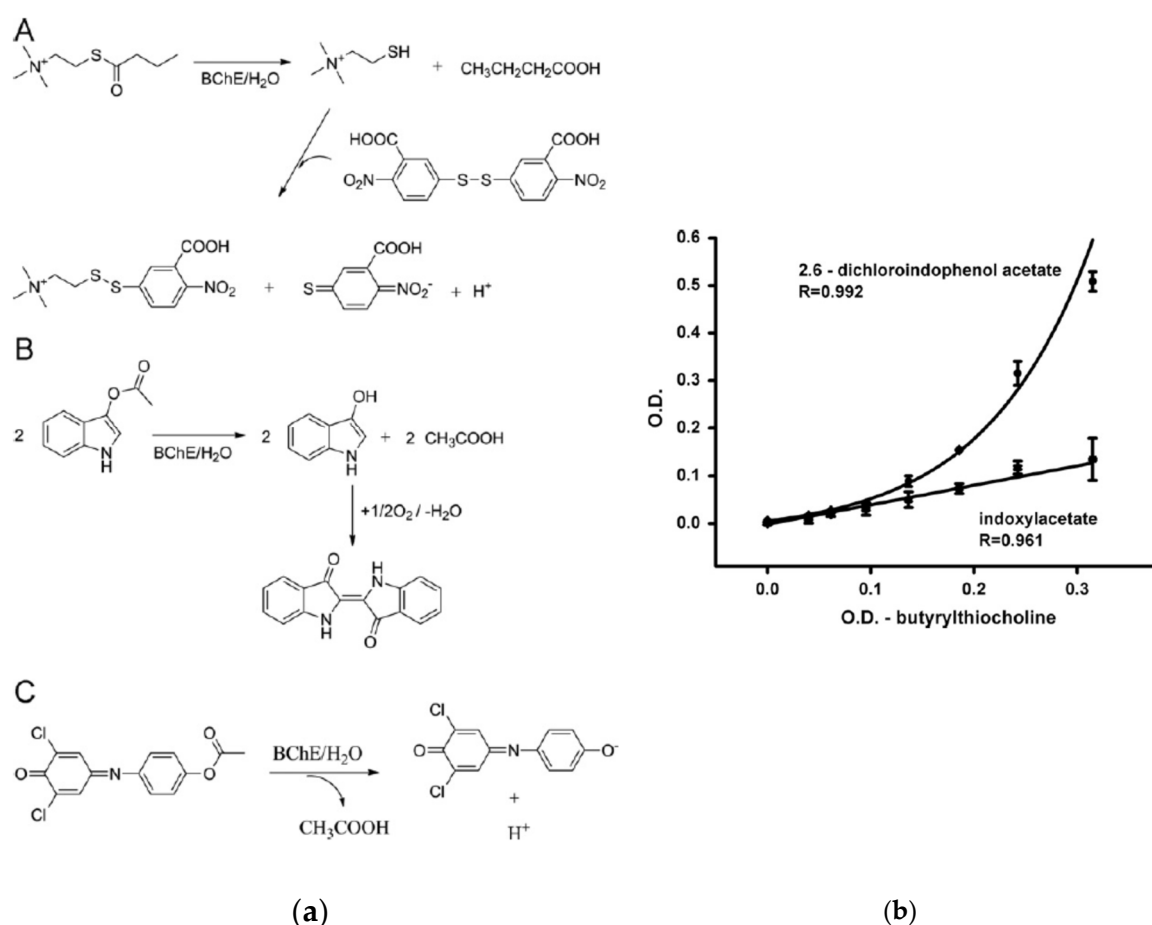 A
N+
S
O
BChE/H2O
N+
SH
+ CH3CH2CH2COOH
HOOC
COOH
O2N
S-S
NO2
N+
S
S
COOH
NO2
+
S
COOH
NO2-
+ H+
B
2
O
O
N
H
BChE/H2O
2
OH
N
H
+ 2 CH3COOH
+1/2O2 / -H2O
O
H
N
N
H
O
C
Cl
O
N
O
O
Cl
BChE/H2O
CH3COOH
Cl
O
N
O-
Cl
+
H+
(a)
0.6
0.5
0.4
0.3
0.2
0.1
0.0
O.D.
2.6 - dichloroindophenol acetate
R=0.992
indoxylacetate
R=0.961
0.0 0.1 0.2 0.3
O.D. - butyrylthiocholine
(b)